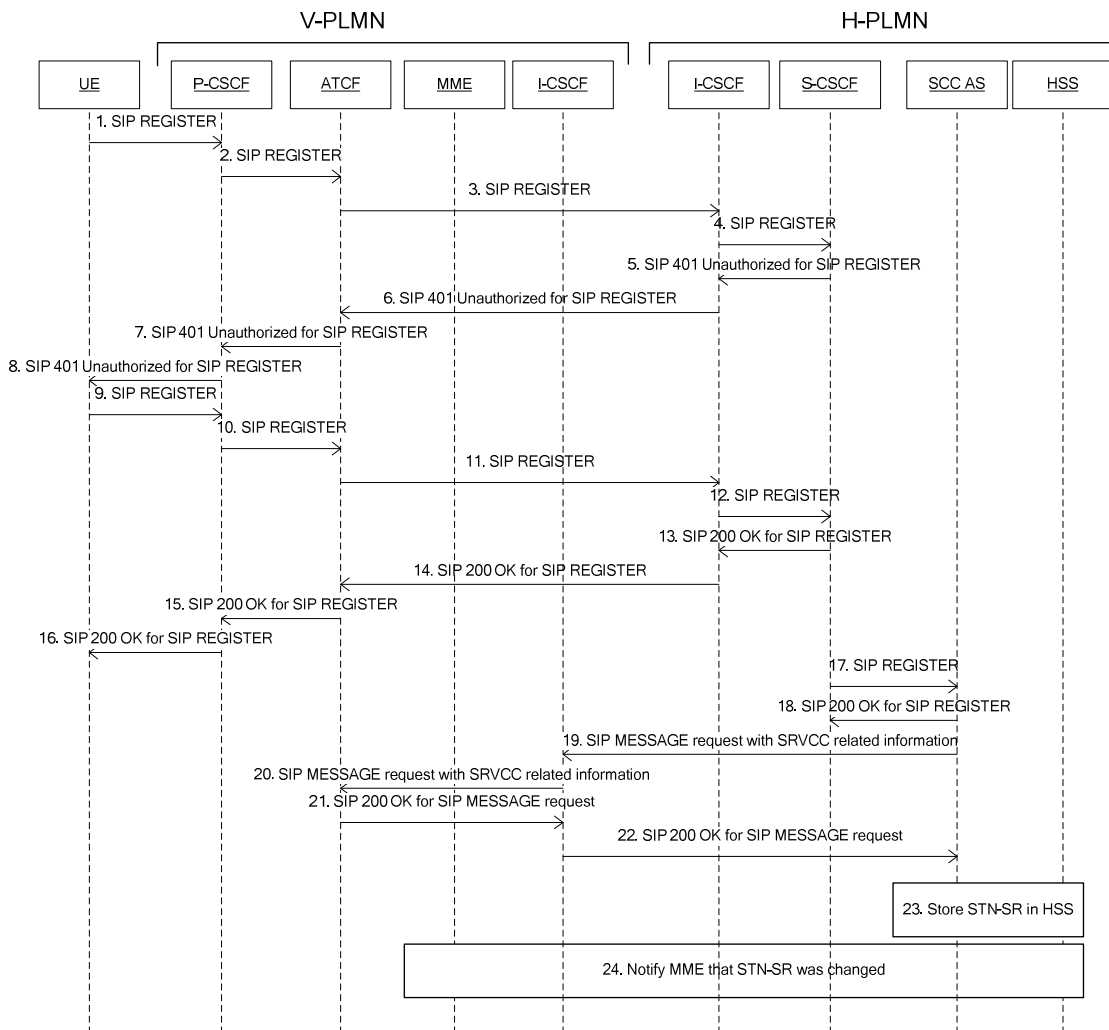 V-PLMN
H-PLMN
UE
P-CSCF
ATCF
MME
I-CSCF
I-CSCF
S-CSCF
SCC AS
HSS
1. SIP REGISTER
2. SIP REGISTER
3. SIP REGISTER
4. SIP REGISTER
5. SIP 401 Unauthorized for SIP REGISTER
6. SIP 401 Unauthorized for SIP REGISTER
7. SIP 401 Unauthorized for SIP REGISTER
8. SIP 401 Unauthorized for SIP REGISTER
9. SIP REGISTER
10. SIP REGISTER
11. SIP REGISTER
12. SIP REGISTER
13. SIP 200 OK for SIP REGISTER
14. SIP 200 OK for SIP REGISTER
15. SIP 200 OK for SIP REGISTER
16. SIP 200 OK for SIP REGISTER
17. SIP REGISTER
18. SIP 200 OK for SIP REGISTER
19. SIP MESSAGE request with SRVCC related information
20. SIP MESSAGE request with SRVCC related information
21. SIP 200 OK for SIP MESSAGE request
22. SIP 200 OK for SIP MESSAGE request
23. Store STN-SR in HSS
24. Notify MME that STN-SR was changed